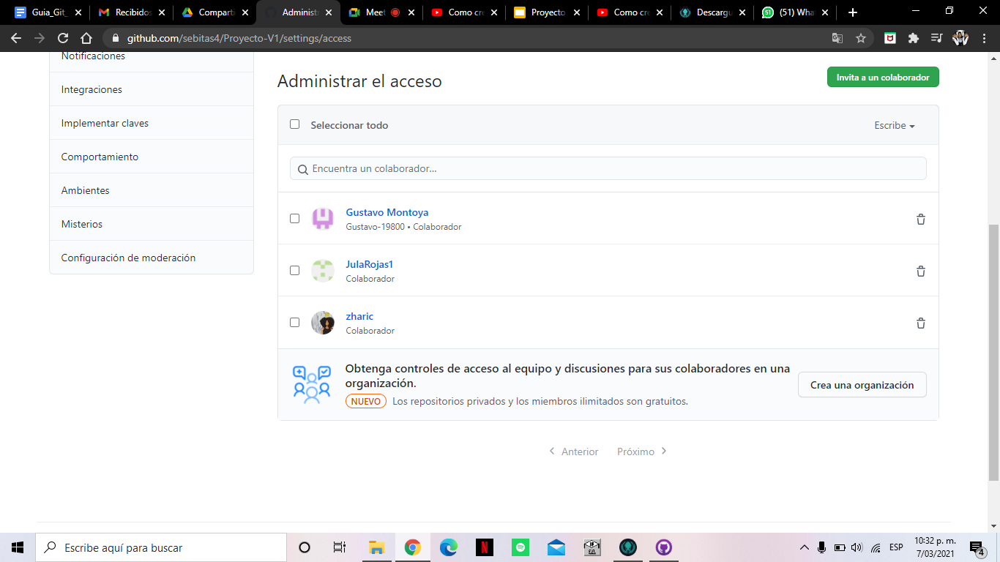 Guia_Git_
Recibidos
Comparti
Administr
Meet
Como cre
Proyecto
Como cre
Descargu
(51) Wha
github.com/sebitas4/Proyecto-V1/settings/access
Notificaciones
Integraciones
Implementar claves
Comportamiento
Ambientes
Misterios
Configuración de moderación
Administrar el acceso
Invita a un colaborador
Seleccionar todo
Escribe
Encuentra un colaborador...
Gustavo Montoya
Gustavo-19800 • Colaborador
JulaRojas1
Colaborador
zharic
Colaborador
Obtenga controles de acceso al equipo y discusiones para sus colaboradores en una
organización.
NUEVO Los repositorios privados y los miembros ilimitados son gratuitos.
Crea una organización
Anterior
Próximo
Escribe aquí para buscar
ESP
10:32 p. m.
7/03/2021
4